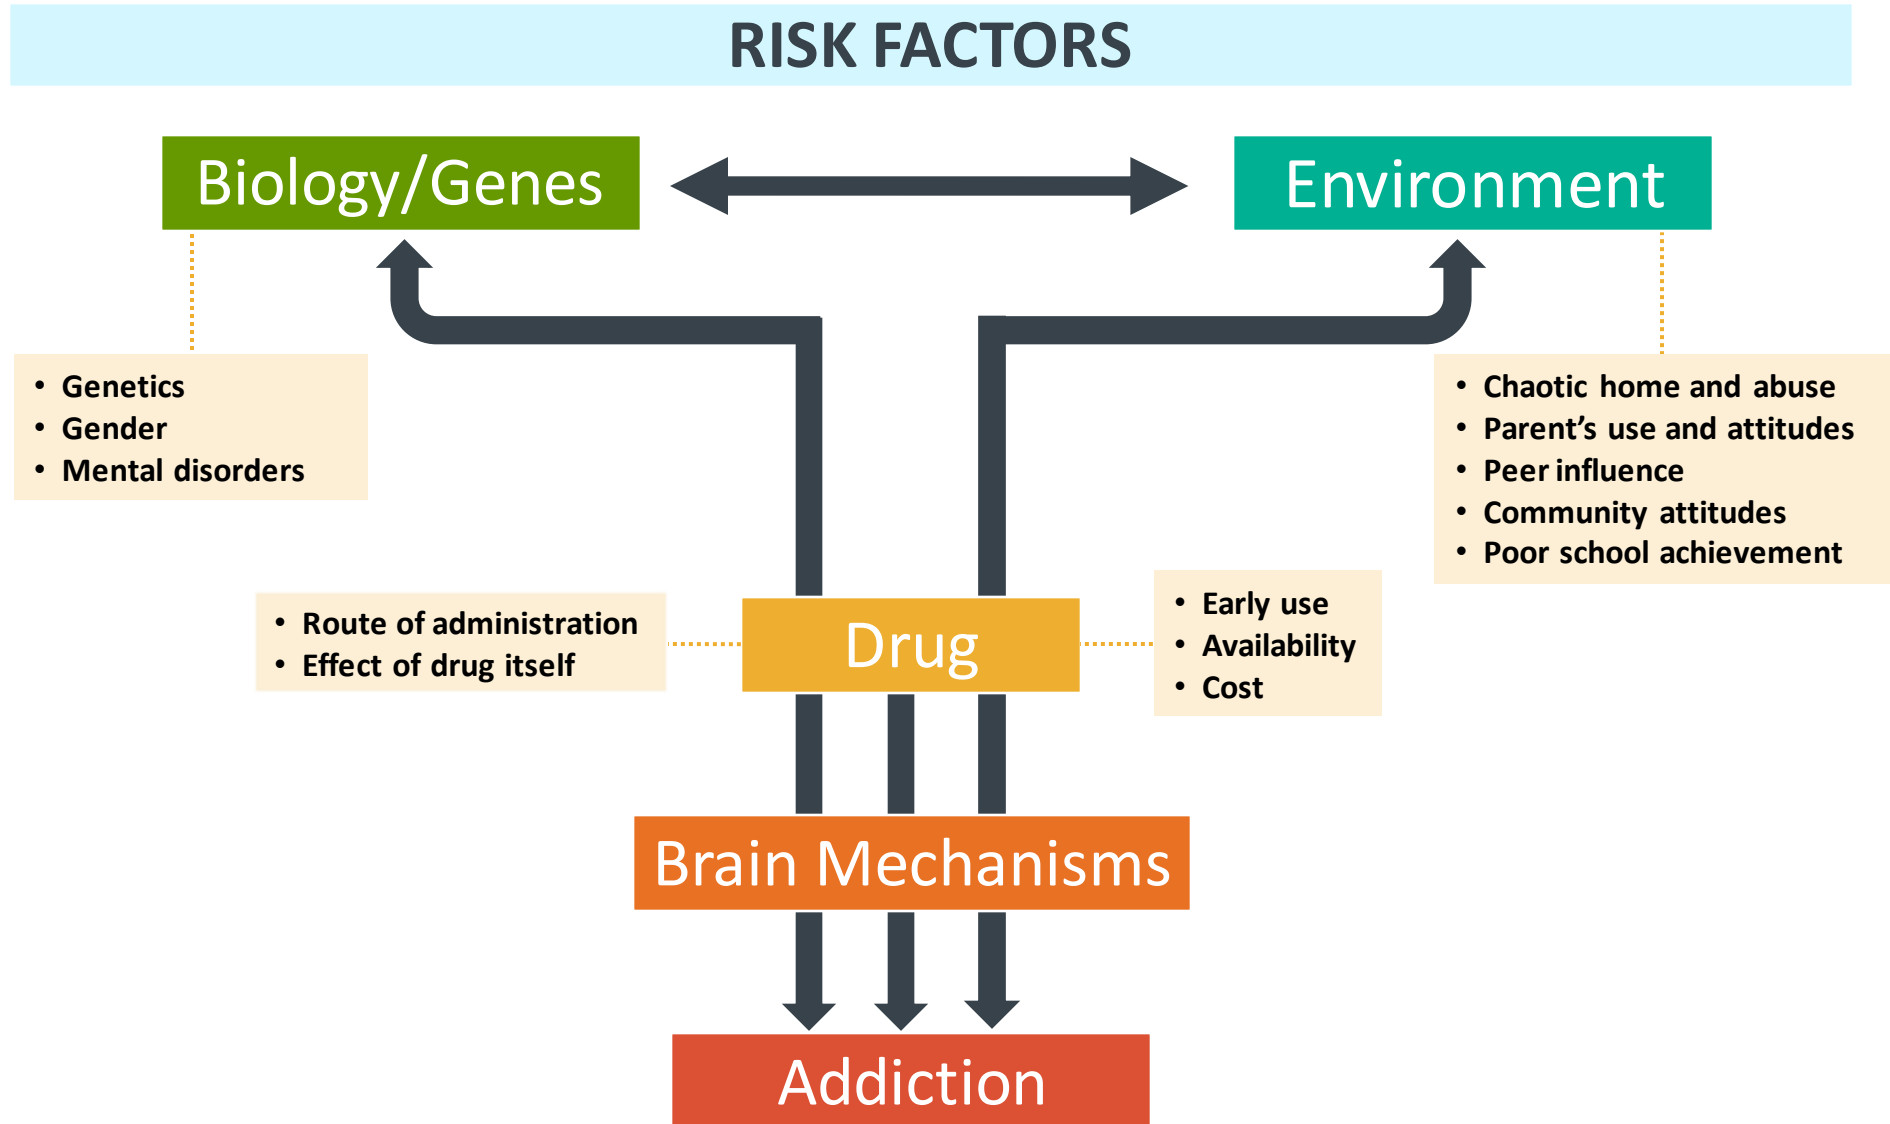 RISK FACTORS
Biology/Genes
Environment
• Genetics
• Gender
• Mental disorders
• Chaotic home and abuse
• Parent’s use and attitudes
• Peer influence
• Community attitudes
• Poor school achievement
• Route of administration
• Effect of drug itself
Drug
• Early use
• Availability
• Cost
Brain Mechanisms
Addiction